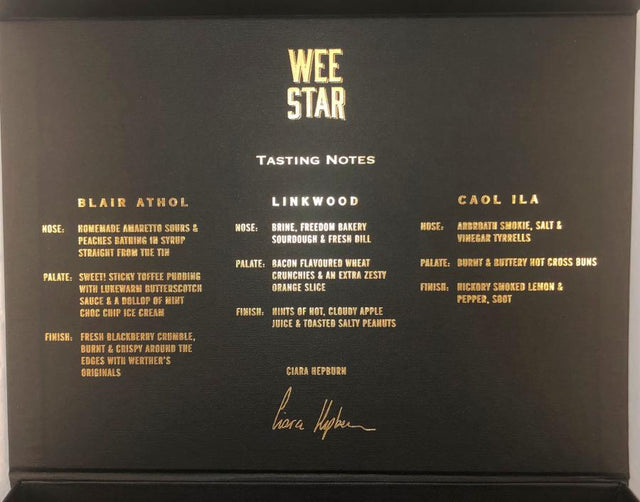 WEE
STAR
TASTING NOTES
BLAIR ATHOL
NOSE: HOMEMADE AMARETTO SOURS &
PEACHES BATHING IN SYRUP
STRAIGHT FROM THE TIN
PALATE: SWEET! STICKY TOFFEE PUDDING
WITH LUKEWARM BUTTERSCOTCH
SAUCE & A DOLLOP OF MINT
CHOC CHIP ICE CREAM
FINISH: FRESH BLACKBERRY CRUMBLE,
BURNT & CRISPY AROUND THE
EDGES WITH WERTHER'S
ORIGINALS
LINKWOOD
NOSE: BRINE, FREEDOM BAKERY
SOURDOUGH & FRESH DILL
PALATE: BACON FLAVOURED WHEAT
CRUNCHIES & AN EXTRA ZESTY
ORANGE SLICE
FINISH: HINTS OF HOT, CLOUDY APPLE
JUICE & TOASTED SALTY PEANUTS
CAOL ILA
NOSE: ARBROATH SMOKIE, SALT &
VINEGAR TYRRELLS
PALATE: BURNT & BUTTERY HOT CROSS BUNS
FINISH: HICKORY SMOKED LEMON &
PEPPER, SOOT
CIARA HEPBURN
Ciara Hepburn